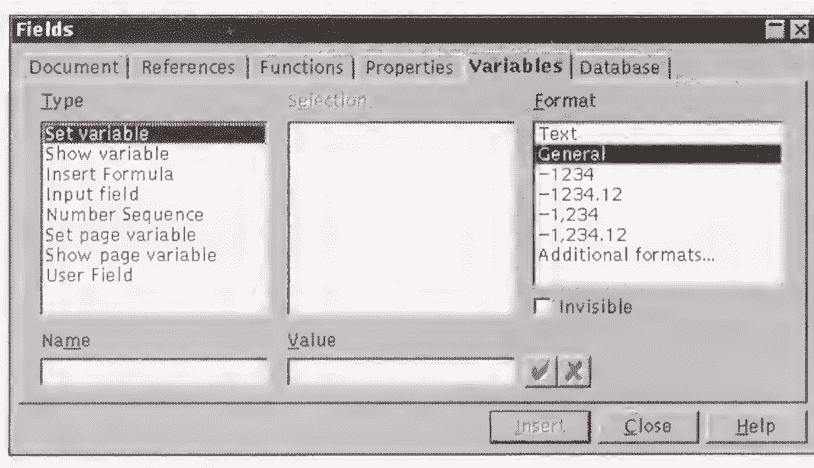 Fields
Document References Functions Properties Variables Database
Type Selection Format
Set variable
Show variable
Insert Formula
Input field
Number Sequence
Set page variable
Show page variable
User Field
Text
General
-1234
-1234.12
-1,234
-1,234.12
Additional formats...
Invisible
Name Value
Insert Close Help